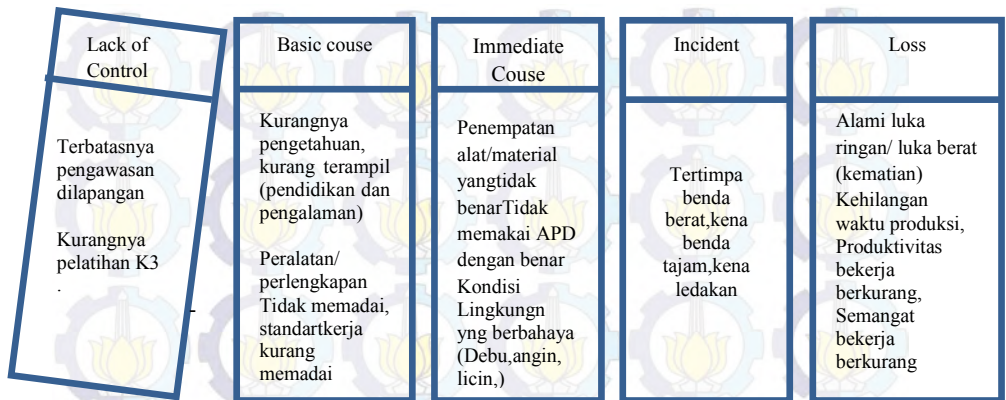 Lack of
Control
Terbatasnya
pengawasan
dilapangan
Kurangnya
pelatihan K3
.
-
Basic couse
Kurangnya
pengetahuan,
kurang terampil
(pendidikan dan
pengalaman)
Peralatan/
perlengkapan
Tidak memadai,
standartkerja
kurang
memadai
Immediate
Couse
Penempatan
alat/material
yangtidak
benarTidak
memakai APD
dengan benar
Kondisi
Lingkungn
yng berbahaya
(Debu,angin,
licin,)
Incident
Tertimpa
benda
berat,kena
benda
tajam,kena
ledakan
Loss
Alami luka
ringan/ luka berat
(kematian)
Kehilangan
waktu produksi,
Produktivitas
bekerja
berkurang,
Semangat
bekerja
berkurang